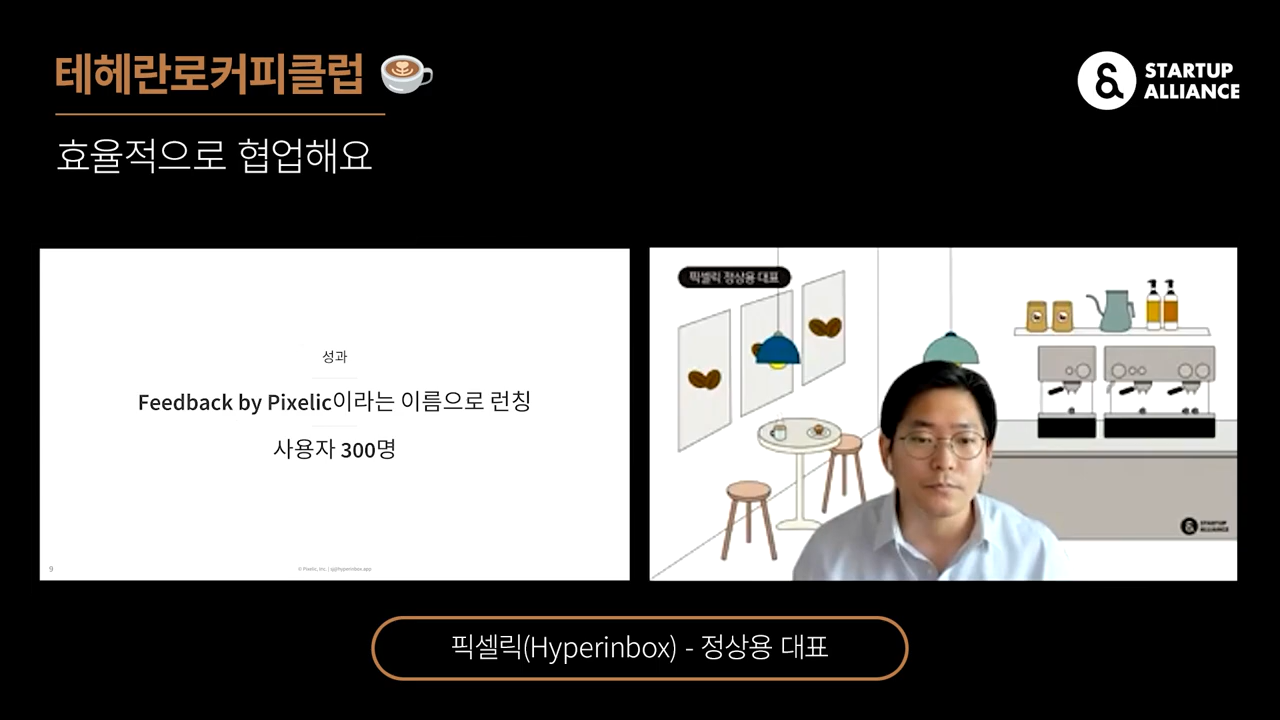 테헤란로커피클럽
STARTUP
ALLIANCE
효율적으로 협업해요
성과
Feedback by Pixelic이라는 이름으로 런칭
사용자 300명
9
픽셀릭 정상용 대표
STARTUP
ALLIANCE
픽셀릭(Hyperinbox) - 정상용 대표